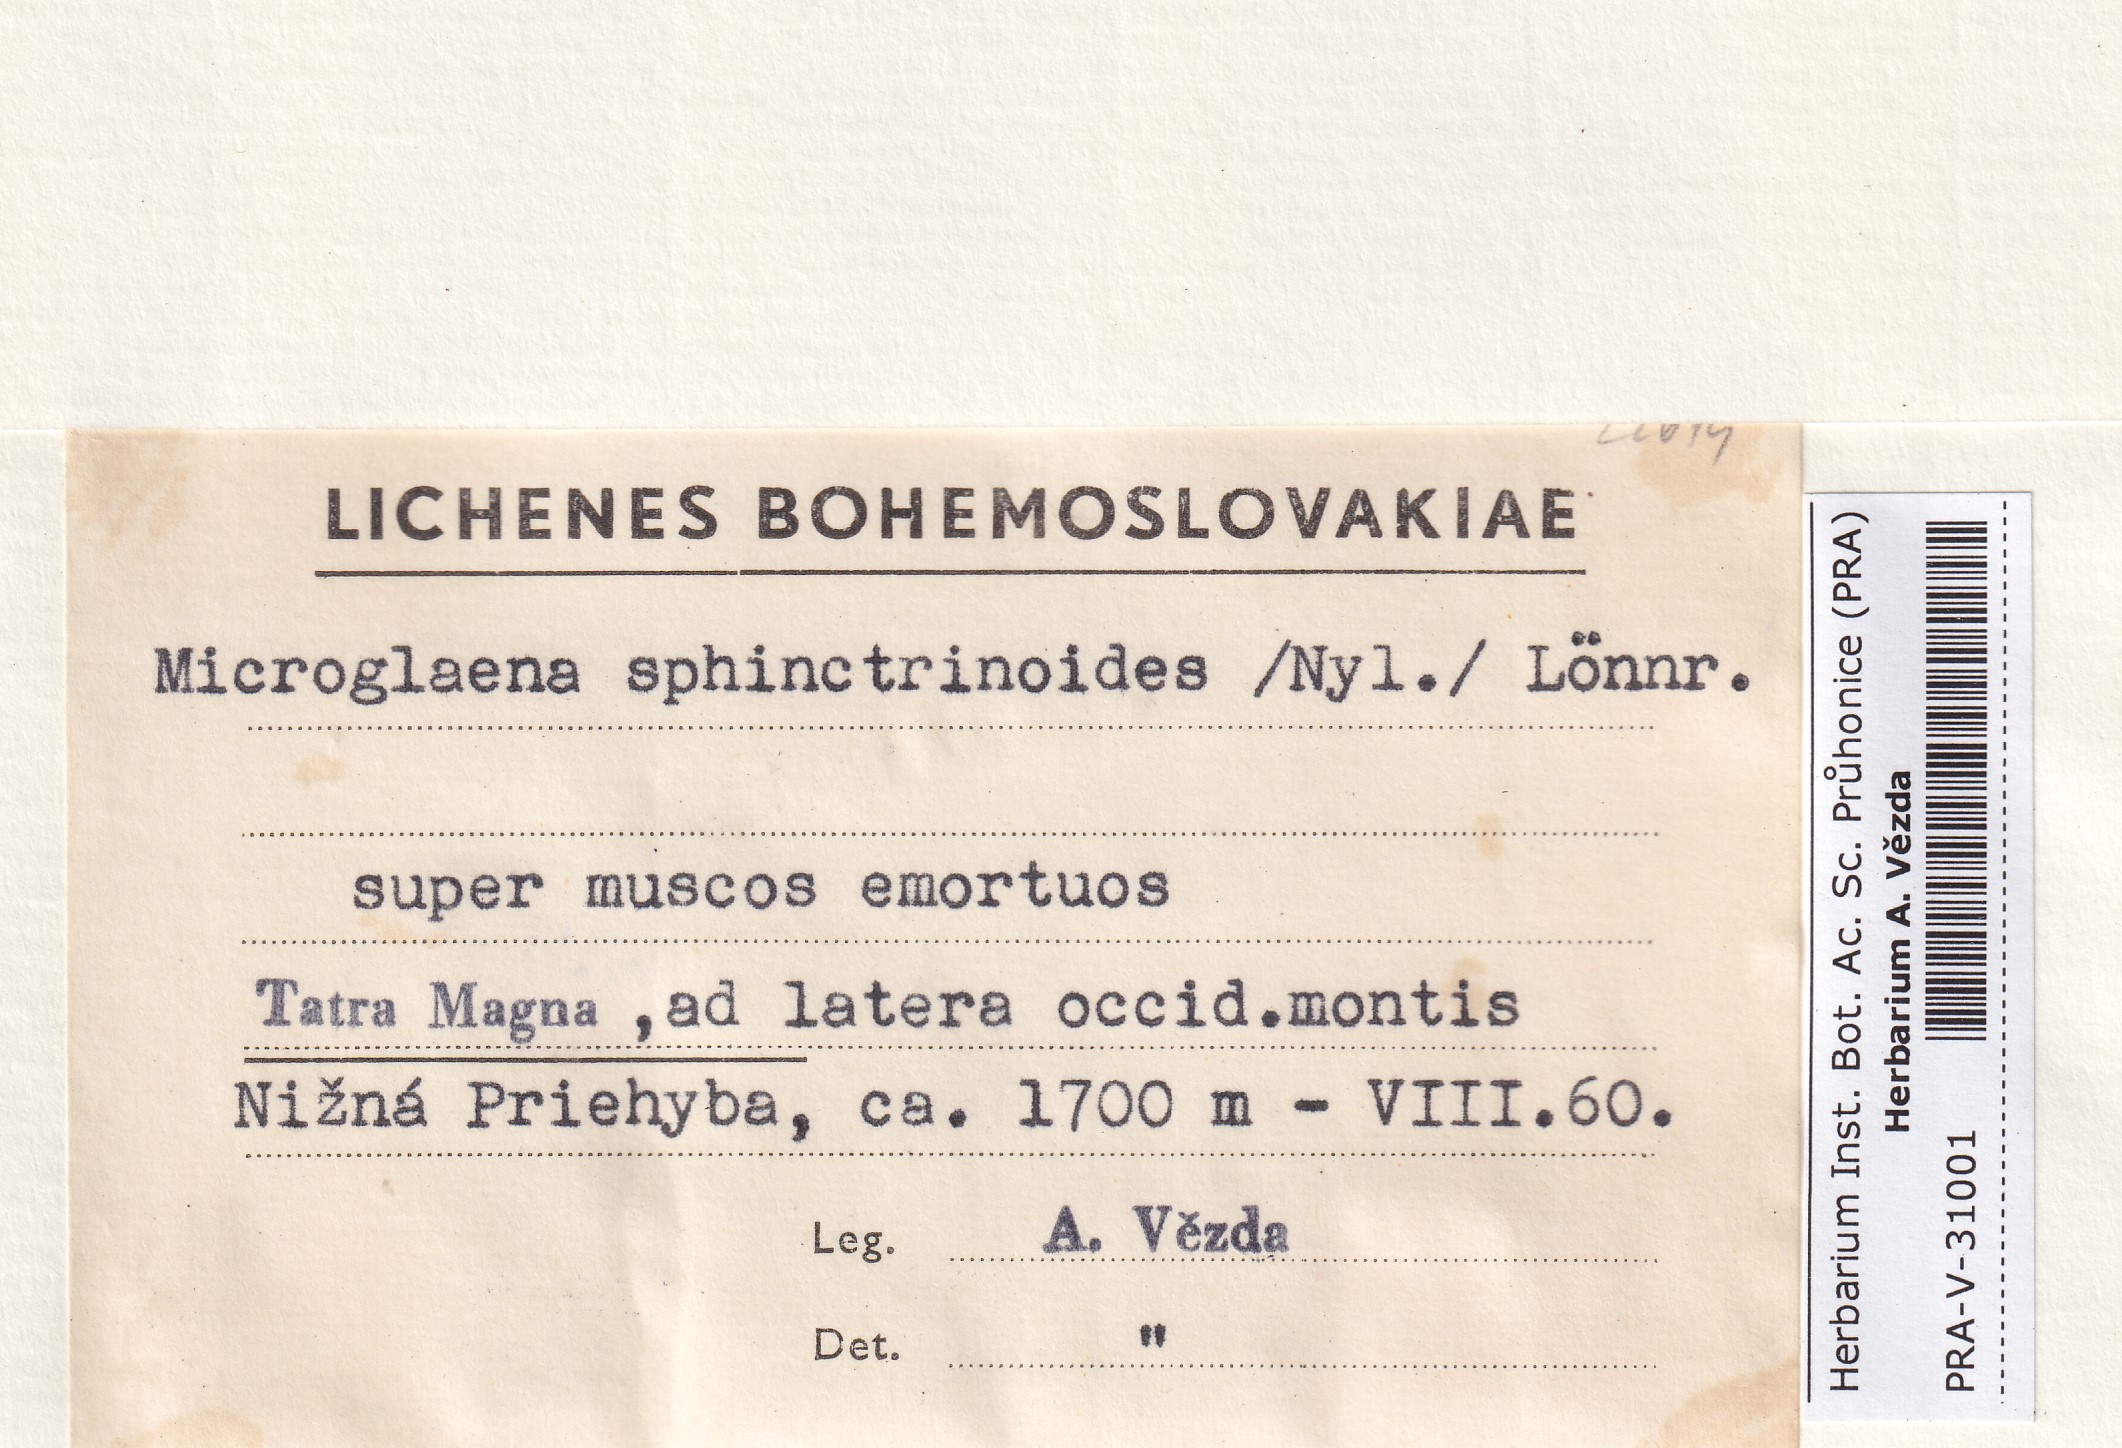 LICHENES BOHEMOSLOVAKIAE
Microglaena sphinctrinoides /Nyl./ Lönnr.
super muscos emortuos
Tatra Magna ,ad latera occid.montis
Nižná Priehyba, ca. 1700 m - VIII.60.
Leg. A. Vězda
Det. "
Herbarium Inst. Bot. Ac. Sc. Průhonice (PRA)
Herbarium A. Vězda
PRA-V-31001